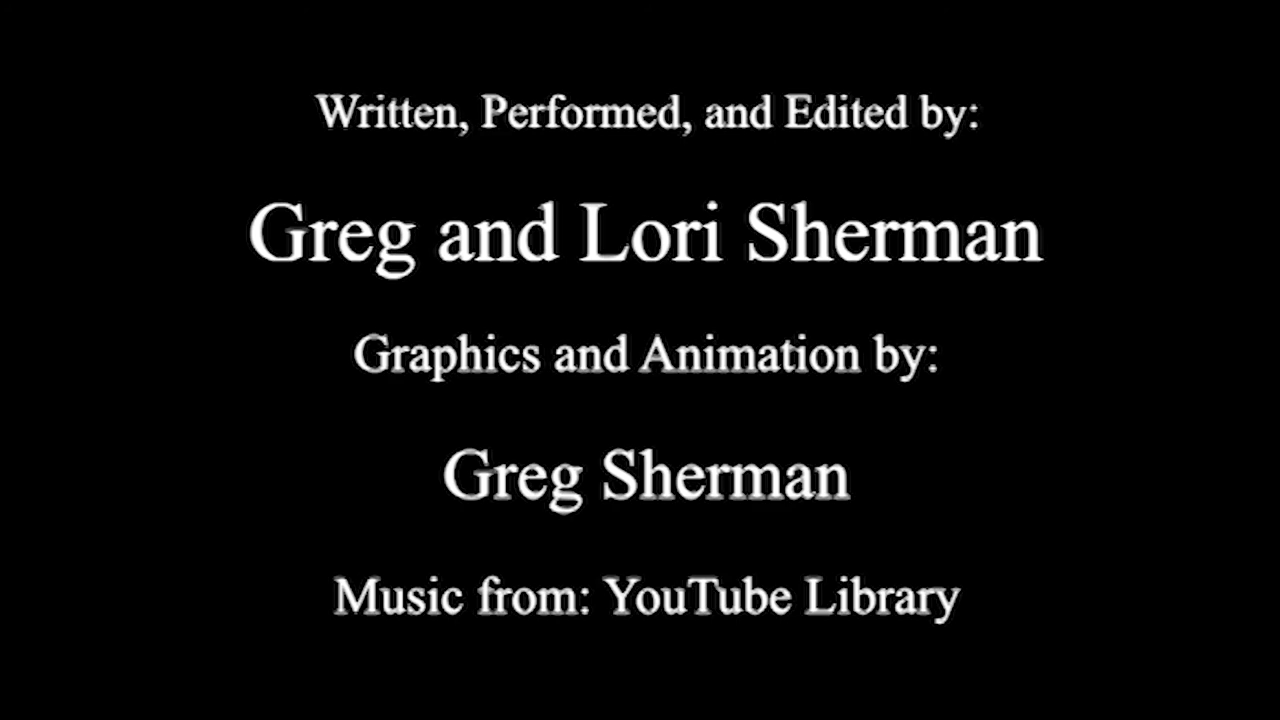 Written, Performed, and Edited by:
Greg and Lori Sherman
Graphics and Animation by:
Greg Sherman
Music from: YouTube Library